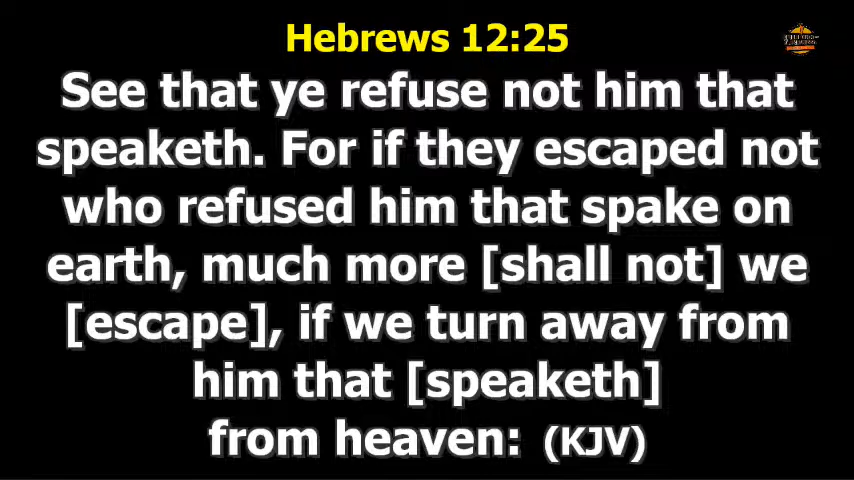 Hebrews 12:25
See that ye refuse not him that
speaketh. For if they escaped not
who refused him that spake on
earth, much more [shall not] we
[escape], if we turn away from
him that [speaketh]
from heaven: (KJV)